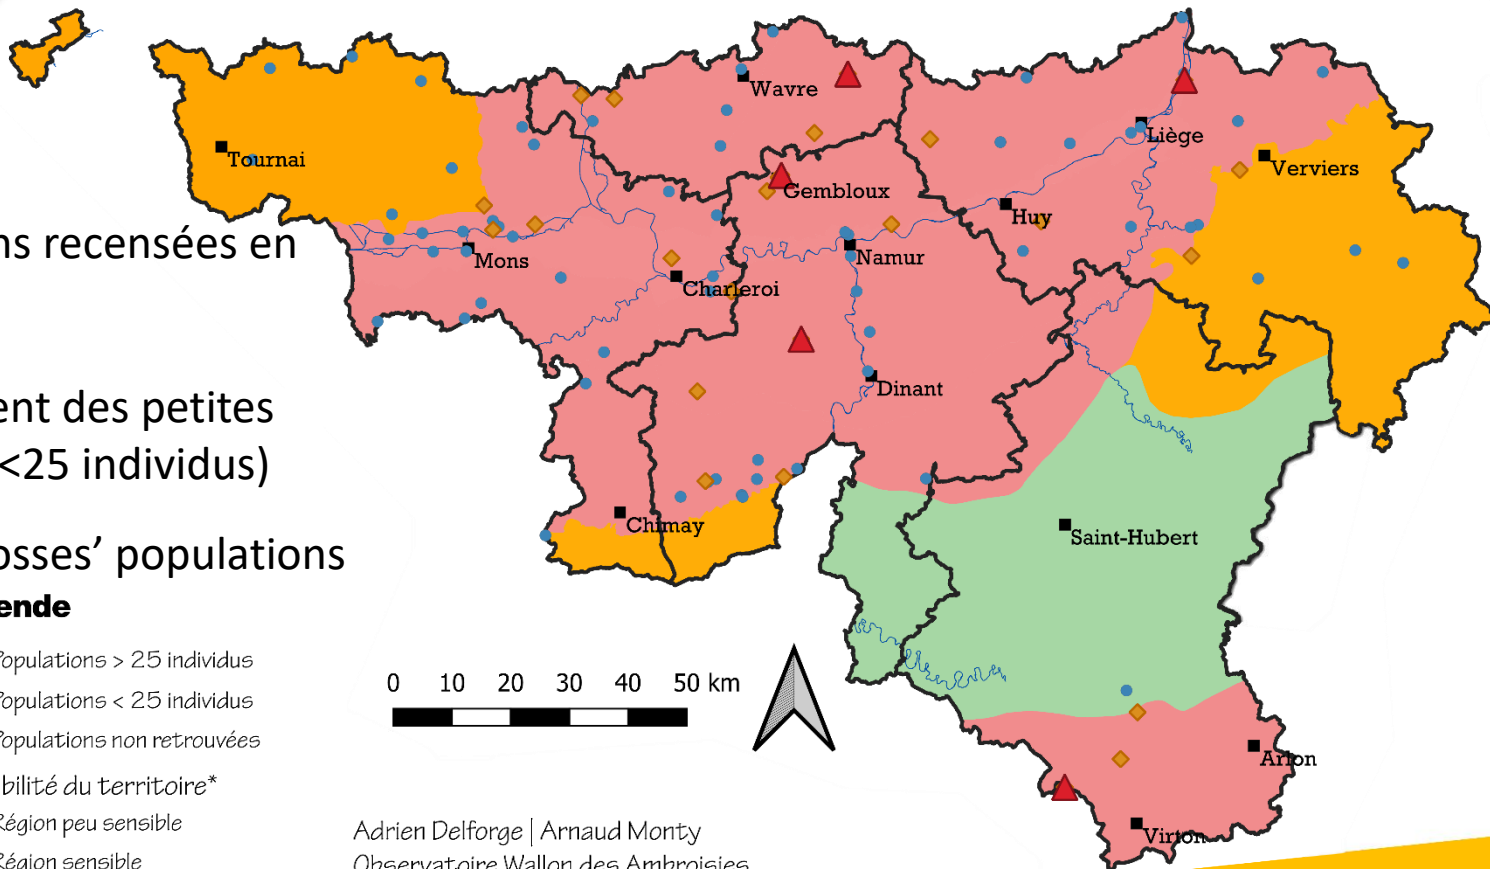 ns recensées en
ent des petites
<25 individus)
osses’ populations
ende
Populations > 25 individus
Populations < 25 individus
Populations non retrouvées
bilité du territoire*
Région peu sensible
Région sensible
Tournai
Mons
Charleroi
Chimay
Wavre
Gembloux
Namur
Dinant
Huy
Liège
Verviers
Saint-Hubert
Arlon
Virton
0 10 20 30 40 50 km
Adrien Delforge | Arnaud Monty
Observatoire Wallon des Ambroisies